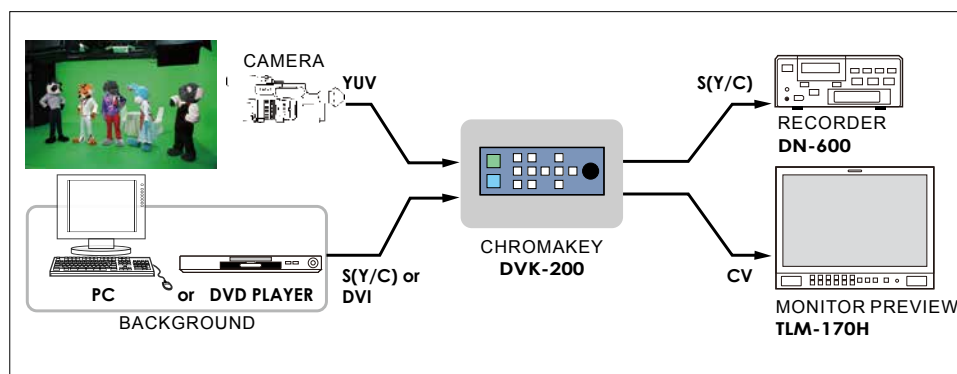 CAMERA
YUV
S(Y/C)
RECORDER
DN-600
CHROMAKEY
DVK-200
PC or DVD PLAYER
BACKGROUND
S(Y/C) or
DVI
CV
MONITOR PREVIEW
TLM-170H